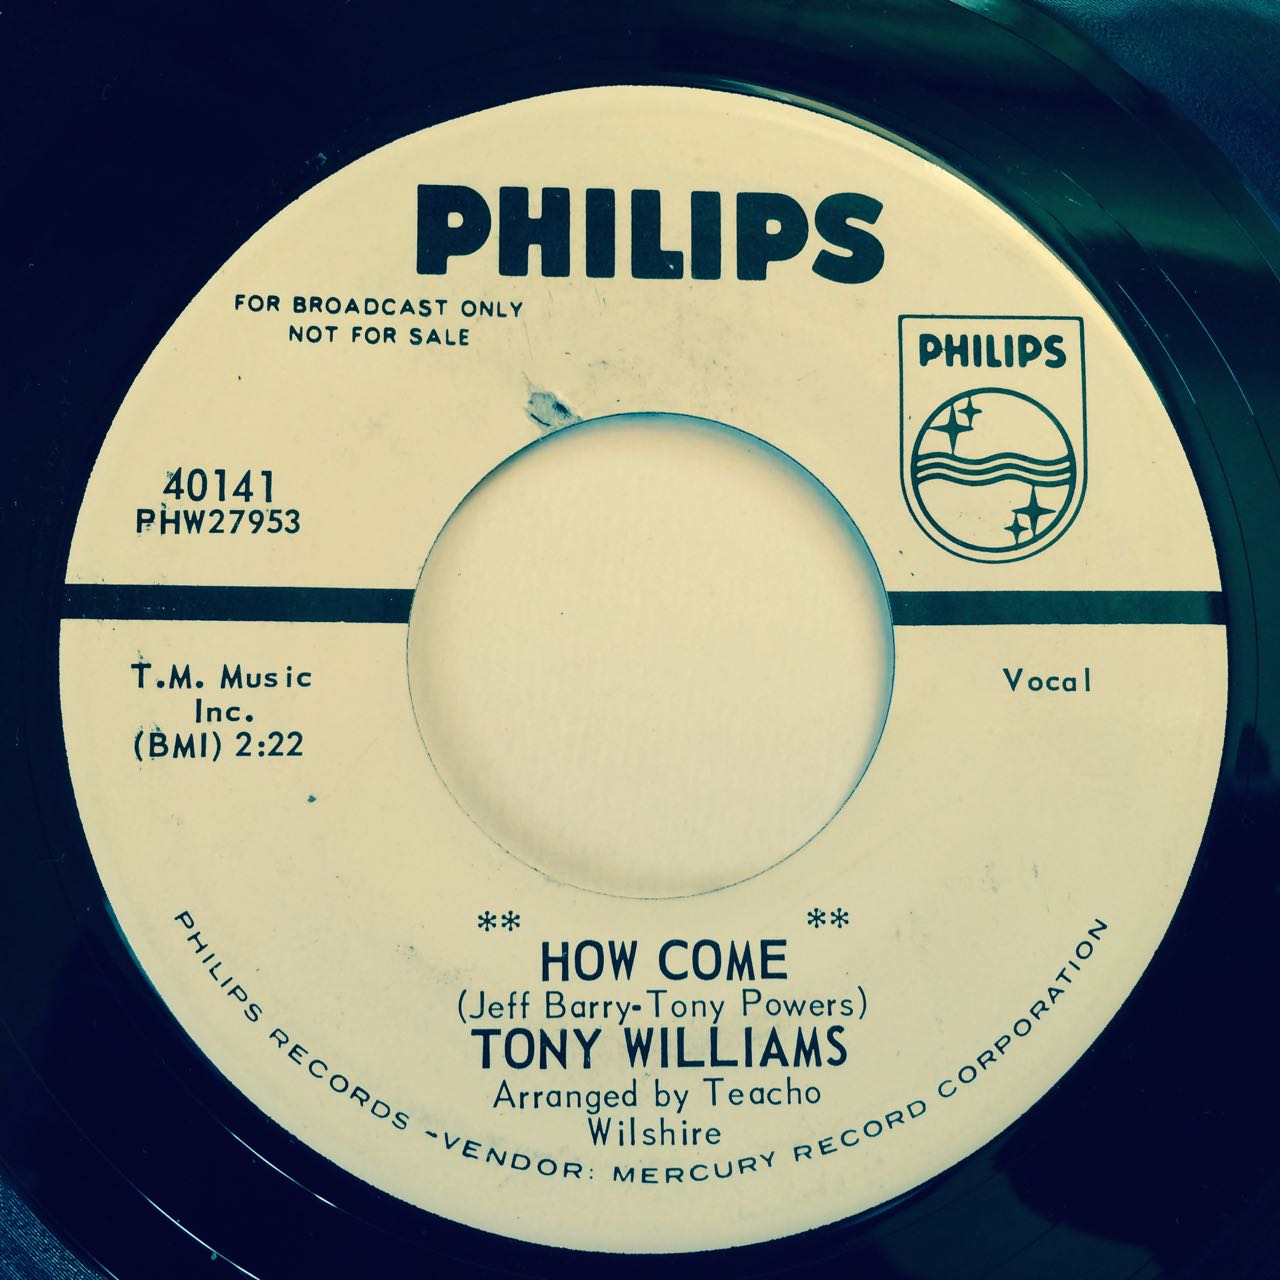 PHILIPS
FOR BROADCAST ONLY
NOT FOR SALE
PHILIPS
40141
PHW27953
T.M. Music
Inc.
(BMI) 2:22
Vocal
** **
HOW COME
(Jeff Barry-Tony Powers)
TONY WILLIAMS
Arranged by Teacho
Wilshire
PHILIPS RECORDS -VENDOR: MERCURY RECORD CORPORATION